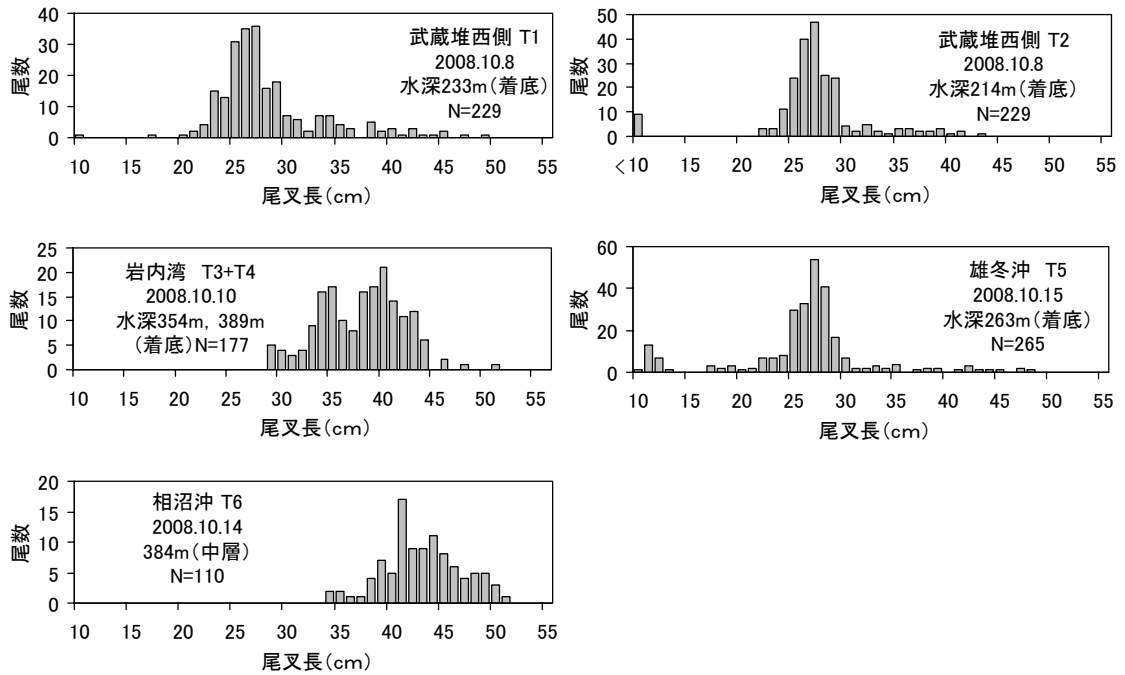 尾数
40
30
20
10
0
武蔵堆西側 T1
2008.10.8
水深233m(着底)
N=229
10 15 20 25 30 35 40 45 50 55
尾叉長(cm)
尾数
50
40
30
20
10
0
武蔵堆西側 T2
2008.10.8
水深214m(着底)
N=229
<10 15 20 25 30 35 40 45 50 55
尾叉長(cm)
尾数
25
20
15
10
5
0
岩内湾 T3+T4
2008.10.10
水深354m, 389m
(着底)N=177
10 15 20 25 30 35 40 45 50 55
尾叉長(cm)
尾数
60
40
20
0
雄冬沖 T5
2008.10.15
水深263m(着底)
N=265
10 15 20 25 30 35 40 45 50 55
尾叉長(cm)
尾数
20
15
10
5
0
相沼沖 T6
2008.10.14
384m(中層)
N=110
10 15 20 25 30 35 40 45 50 55
尾叉長(cm)